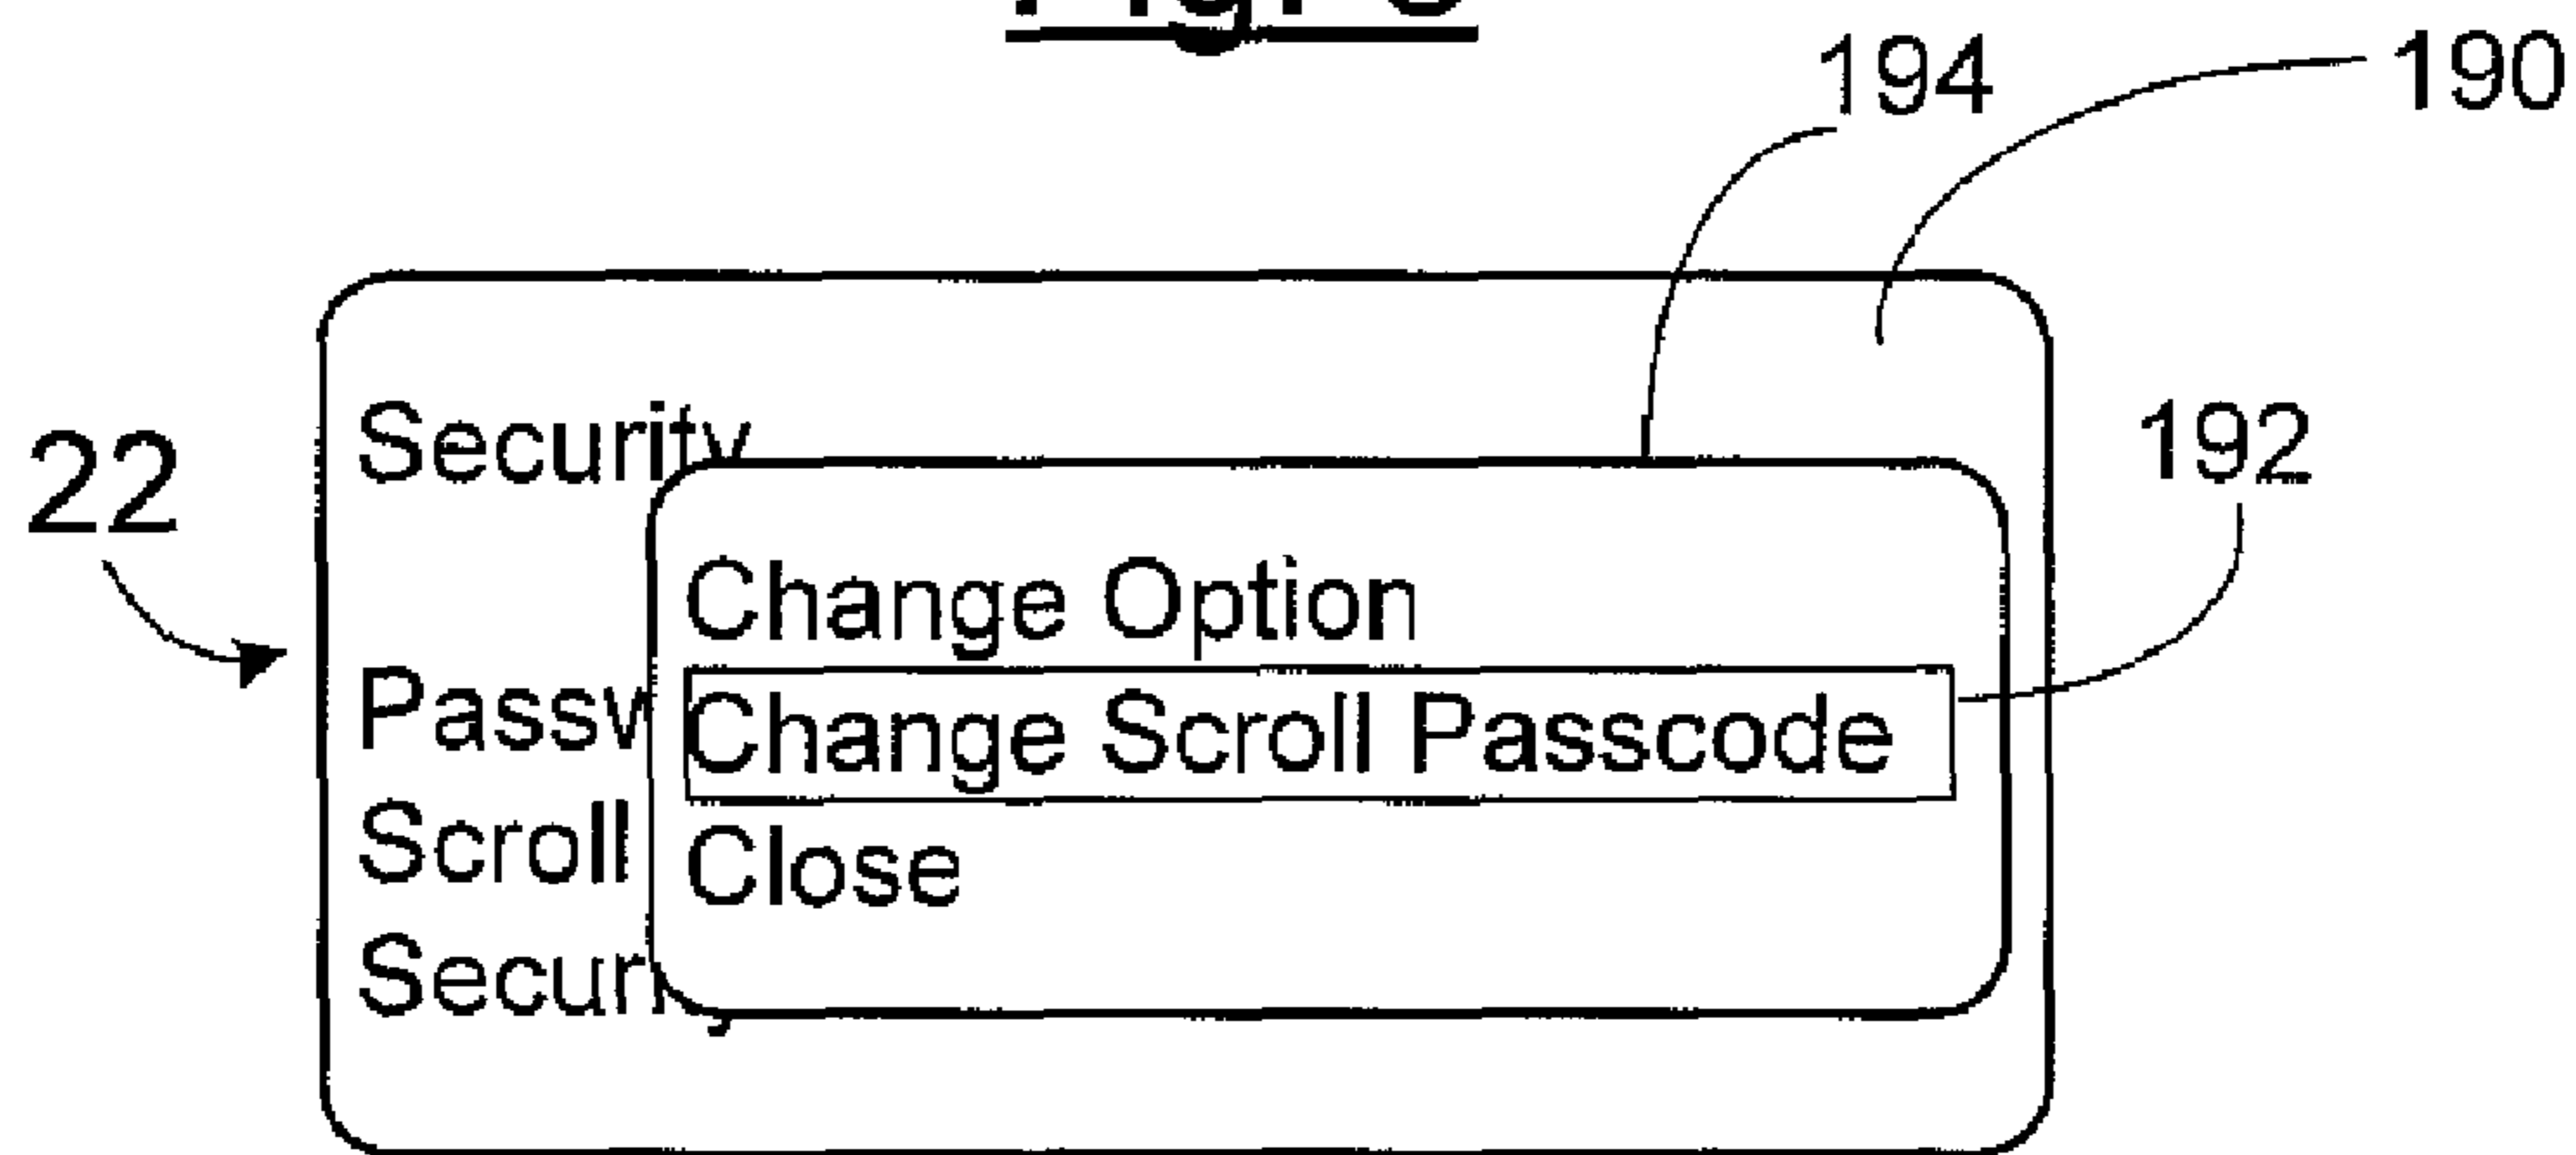 194
190
Security
192
22
Change Option
Passw
Change Scroll Passcode
Scroll
Close
Secur